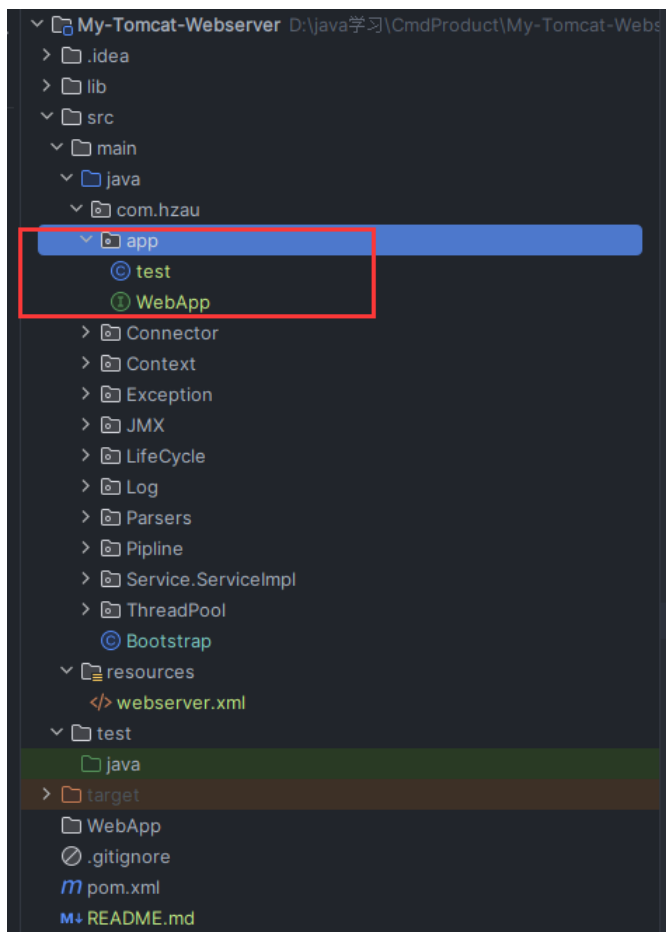 My-Tomcat-Webserver D:\java学习\CmdProduct\My-Tomcat-Webs
.idea
lib
src
main
java
com.hzau
app
test
WebApp
Connector
Context
Exception
JMX
LifeCycle
Log
Parsers
Pipline
Service.ServiceImpl
ThreadPool
Bootstrap
resources
webserver.xml
test
java
target
WebApp
.gitignore
pom.xml
README.md